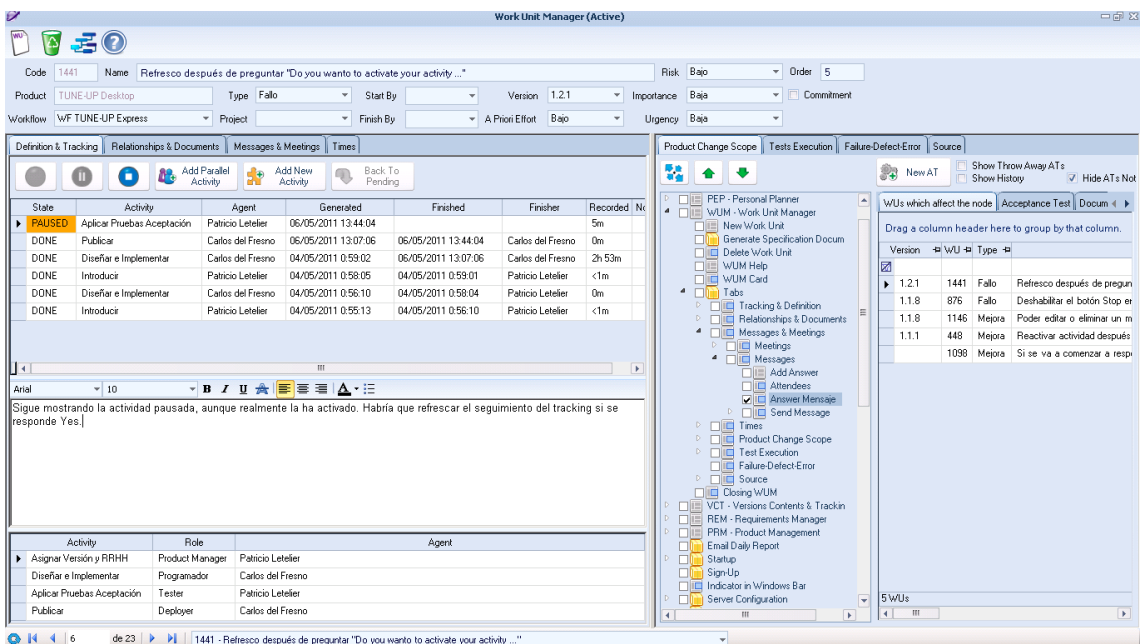 Work Unit Manager (Active)
WU
Code 1441 Name Refresco después de preguntar "Do you wanto to activate your activity ..." Risk Bajo Order 5
Product TUNE-UP Desktop Type Fallo Start By Version 1.2.1 Importance Baja Commitment
Workflow WF TUNE-UP Express Project Finish By A Priori Effort Bajo Urgency Baja
Definition & Tracking Relationships & Documents Messages & Meetings Times
Add Parallel Activity Add New Activity Back To Pending
State Activity Agent Generated Finished Finisher Recorded No
PAUSED Aplicar Pruebas Aceptación Patricio Letelier 06/05/2011 13:44:04 5m
DONE Publicar Carlos del Fresno 06/05/2011 13:07:06 06/05/2011 13:44:04 Carlos del Fresno 0m
DONE Diseñar e Implementar Carlos del Fresno 04/05/2011 0:59:02 06/05/2011 13:07:06 Carlos del Fresno 2h 53m
DONE Introducir Patricio Letelier 04/05/2011 0:58:05 04/05/2011 0:59:01 Patricio Letelier <1m
DONE Diseñar e Implementar Carlos del Fresno 04/05/2011 0:56:10 04/05/2011 0:58:04 Patricio Letelier 0m
DONE Introducir Patricio Letelier 04/05/2011 0:55:13 04/05/2011 0:56:10 Patricio Letelier <1m
Arial 10 B I U A
Sigue mostrando la actividad pausada, aunque realmente la ha activado. Habría que refrescar el seguimiento del tracking si se
responde Yes.
Activity Role Agent
Asignar Versión y RRHH Product Manager Patricio Letelier
Diseñar e Implementar Programador Carlos del Fresno
Aplicar Pruebas Aceptación Tester Patricio Letelier
Publicar Deployer Carlos del Fresno
6 de 23 1441 - Refresco después de preguntar "Do you wanto to activate your activity ..."
Product Change Scope Tests Execution Failure-Defect-Error Source
PEP - Personal Planner
WUM - Work Unit Manager
New Work Unit
Generate Specification Docum
Delete Work Unit
WUM Help
WUM Card
Tabs
Tracking & Definition
Relationships & Documents
Messages & Meetings
Meetings
Messages
Add Answer
Attendees
Answer Mensaje
Send Message
Times
Product Change Scope
Test Execution
Failure-Defect-Error
Source
Closing WUM
VCT - Versions Contents & Trackin
REM - Requirements Manager
PRM - Product Management
Email Daily Report
Startup
Sign-Up
Indicator in Windows Bar
Server Configuration
New AT Show Throw Away ATs
Show History Hide ATs Not
WUs which affect the node Acceptance Test Docum
Drag a column header here to group by that column.
Version WU Type
1.2.1 1441 Fallo Refresco después de pregun
1.1.8 876 Fallo Deshabilitar el botón Stop er
1.1.8 1146 Mejora Poder editar o eliminar un m
1.1.1 448 Mejora Reactivar actividad después
1098 Mejora Si se va a comenzar a respo
5 WUs